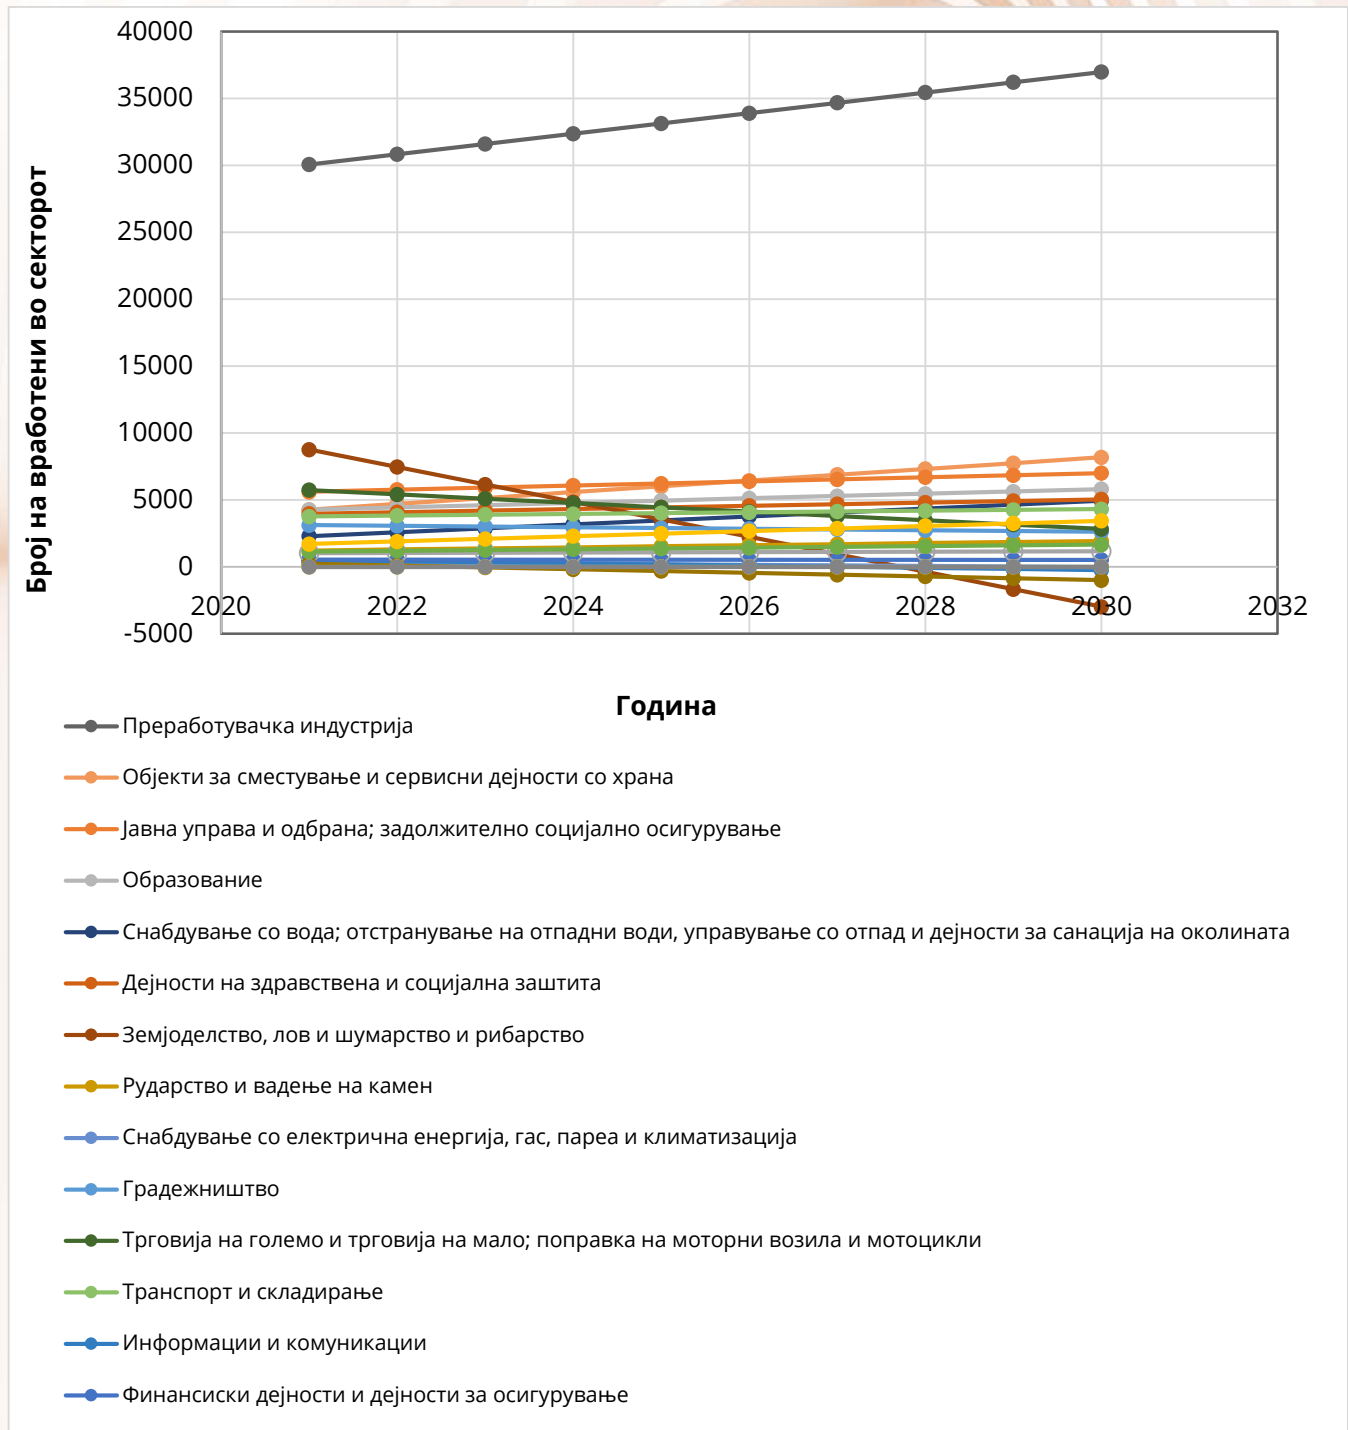 40000
35000
30000
25000
20000
15000
10000
5000
0
-5000
Број на вработени во секторот
2020 2022 2024 2026 2028 2030 2032
Година
Преработувачка индустрија
Објекти за сместување и сервисни дејности со храна
Јавна управа и одбрана; задолжително социјално осигурување
Образование
Снабдување со вода; отстранување на отпадни води, управување со отпад и дејности за санација на околината
Дејности на здравствена и социјална заштита
Земјоделство, лов и шумарство и рибарство
Рударство и вадење на камен
Снабдување со електрична енергија, гас, пареа и климатизација
Градежништво
Трговија на големо и трговија на мало; поправка на моторни возила и мотоцикли
Транспорт и складирање
Информации и комуникации
Финансиски дејности и дејности за осигурување